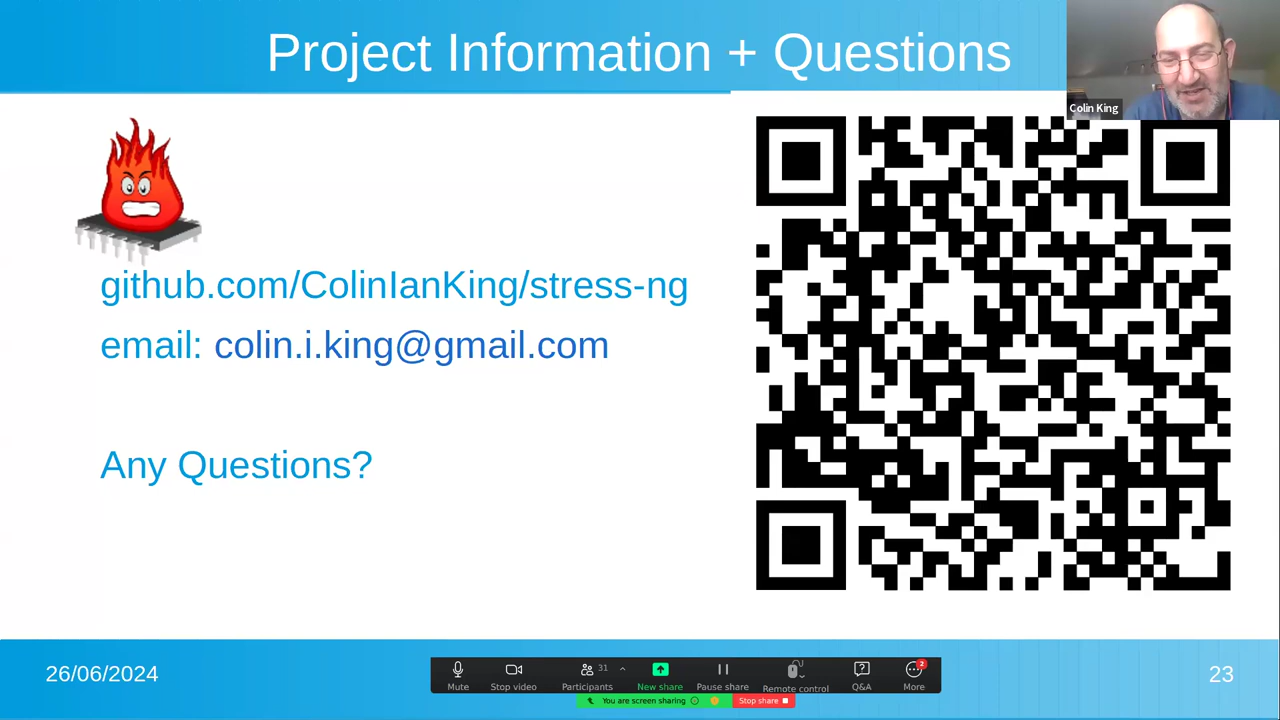 Project Information + Questions
Colin King
github.com/ColinIanKing/stress-ng
email: colin.i.king@gmail.com
Any Questions?
26/06/2024
Mute
Stop video
31
Participants
New share
Pause share
Remote control
Q&A
2
More
23
You are screen sharing
Stop share